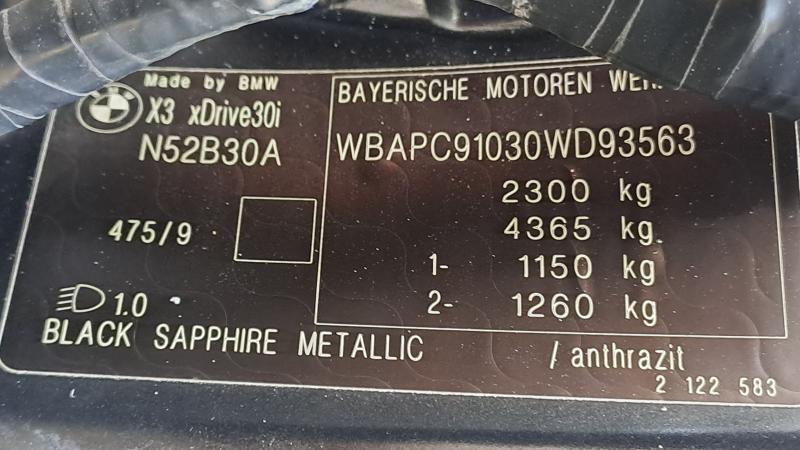 Made by BMW
X3 xDrive30i
N52B30A
BAYERISCHE MOTOREN
WBAPC91030WD93563
2300 kg
4365 kg
1- 1150 kg
2- 1260 kg
475/9
1.0
BLACK SAPPHIRE METALLIC
/ anthrazit
2 122 583